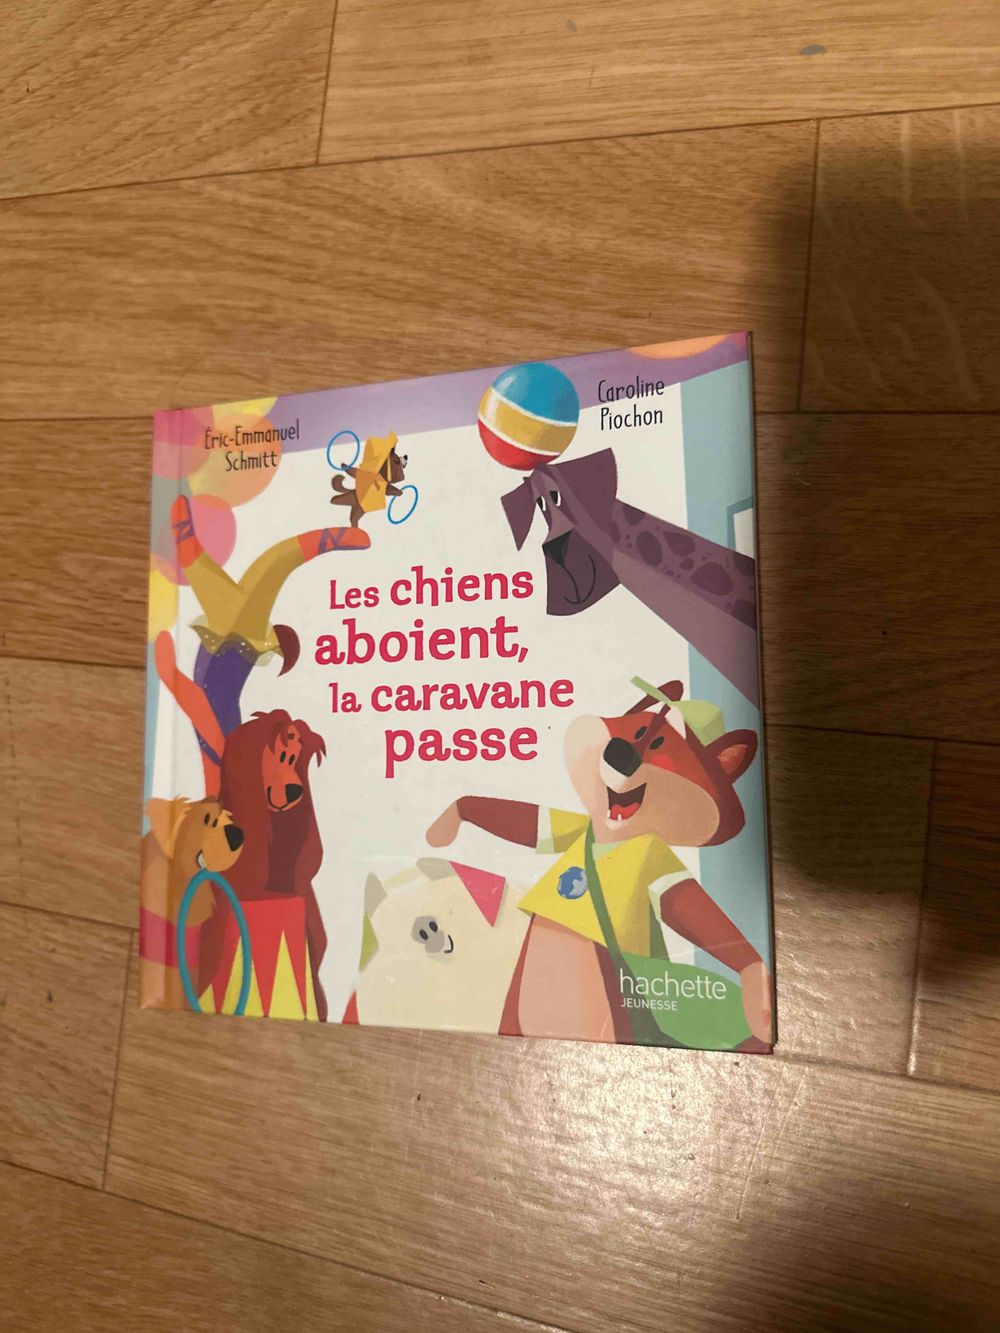 Éric-Emmanuel
Schmitt
Caroline
Piochon
Les chiens
aboient,
la caravane
passe
hachette
JEUNESSE